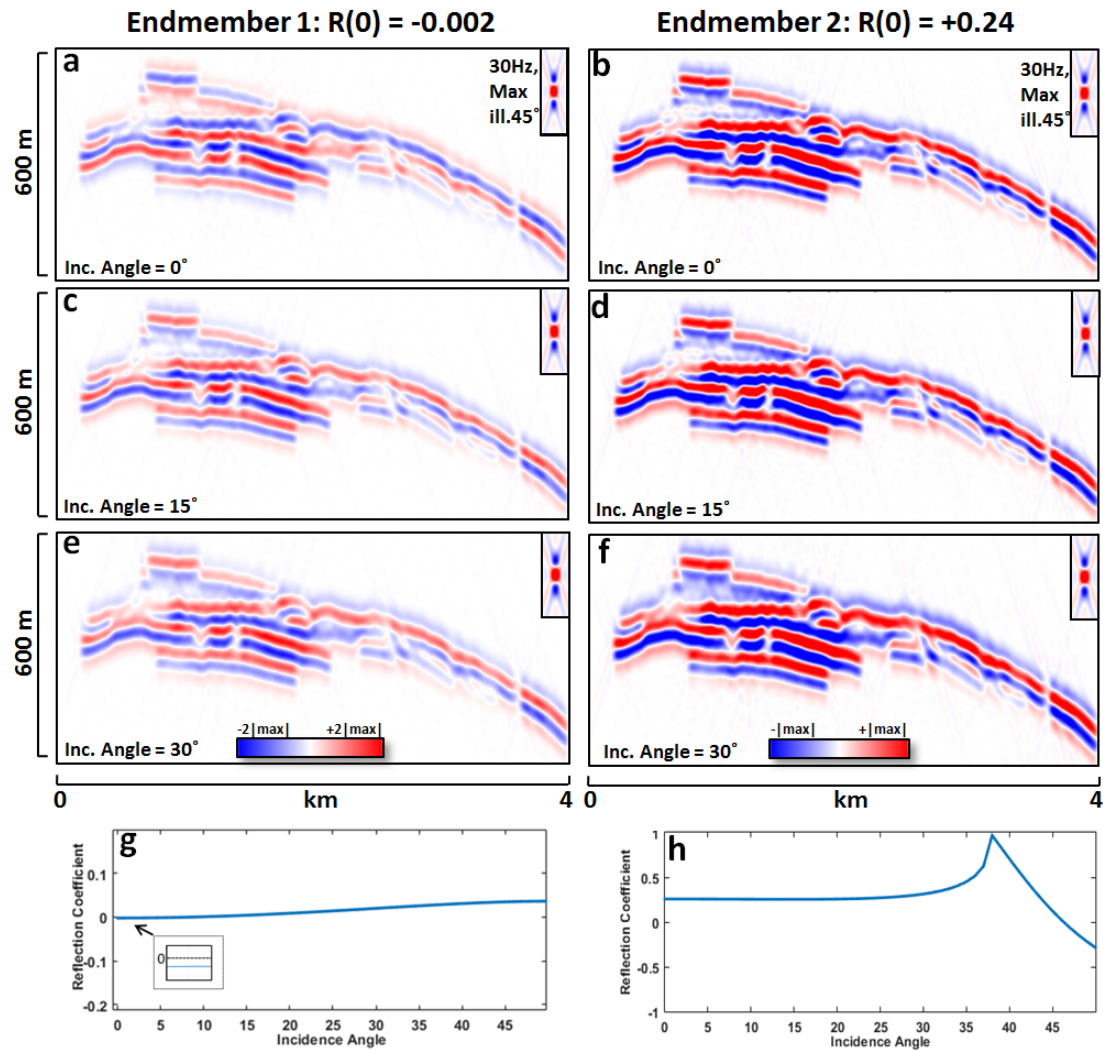 Endmember 1: R(0) = -0.002
Endmember 2: R(0) = +0.24
600 m
a
30Hz,
Max
ill.45˚
Inc. Angle = 0˚
b
30Hz,
Max
ill.45˚
Inc. Angle = 0˚
600 m
c
Inc. Angle = 15˚
d
Inc. Angle = 15˚
600 m
e
-2|max| +2|max|
Inc. Angle = 30˚
f
-|max| +|max|
Inc. Angle = 30˚
0 km 4
0 km 4
g
Reflection Coefficient
0.1
0
-0.1
-0.2
0
0 5 10 15 20 25 30 35 40 45
Incidence Angle
h
Reflection Coefficient
1
0.5
0
-0.5
-1
0 5 10 15 20 25 30 35 40 45
Incidence Angle